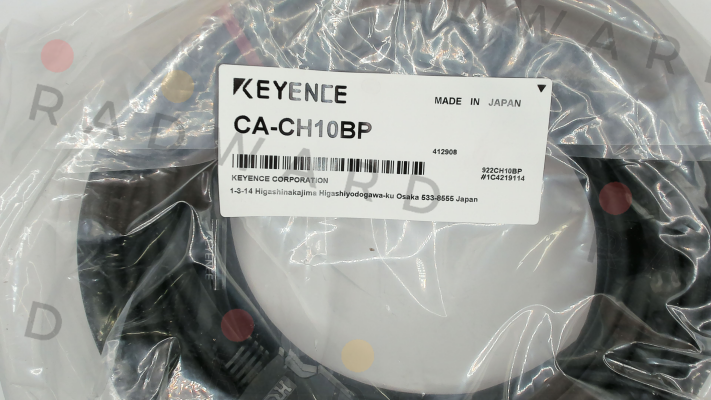 KEYENCE
MADE IN JAPAN
CA-CH10BP
412908
922CH10BP
#1C4219114
KEYENCE CORPORATION
1-3-14 Higashinakajima Higashiyodogawa-ku Osaka 533-8555 Japan
RADWARD